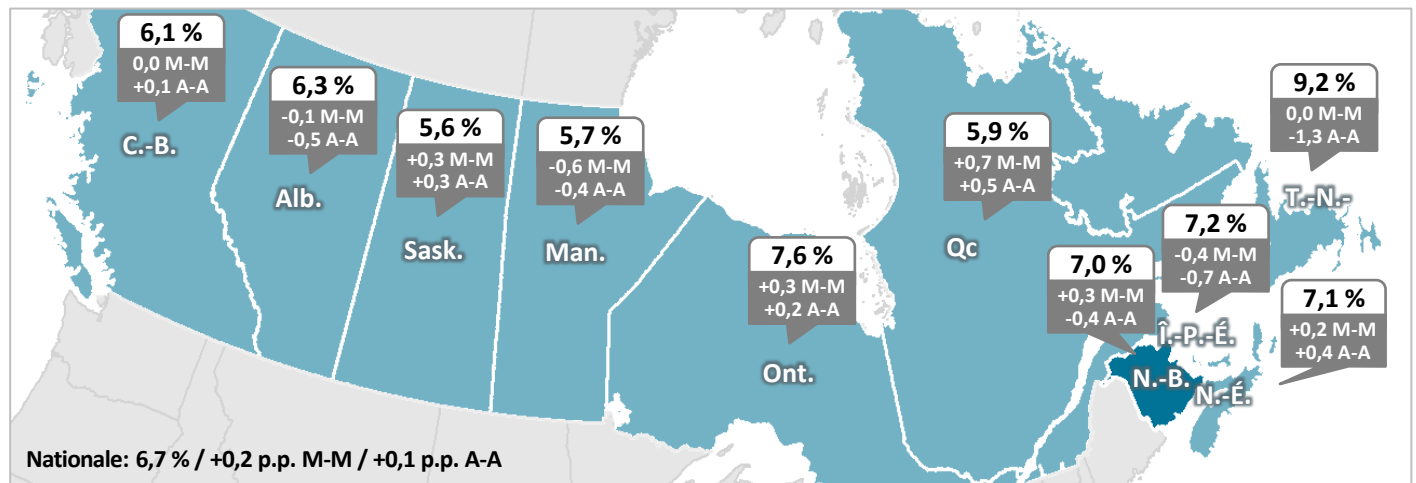 6,1 %
0,0 M-M
+0,1 A-A
C.-B.
6,3 %
-0,1 M-M
-0,5 A-A
Alb.
5,6 %
+0,3 M-M
+0,3 A-A
Sask.
5,7 %
-0,6 M-M
-0,4 A-A
Man.
7,6 %
+0,3 M-M
+0,2 A-A
Ont.
5,9 %
+0,7 M-M
+0,5 A-A
Qc
9,2 %
0,0 M-M
-1,3 A-A
T.-N.-
7,2 %
-0,4 M-M
-0,7 A-A
Î.-P.-É.
7,0 %
+0,3 M-M
-0,4 A-A
N.-B.
7,1 %
+0,2 M-M
+0,4 A-A
N.-É.
Nationale: 6,7 % / +0,2 p.p. M-M / +0,1 p.p. A-A